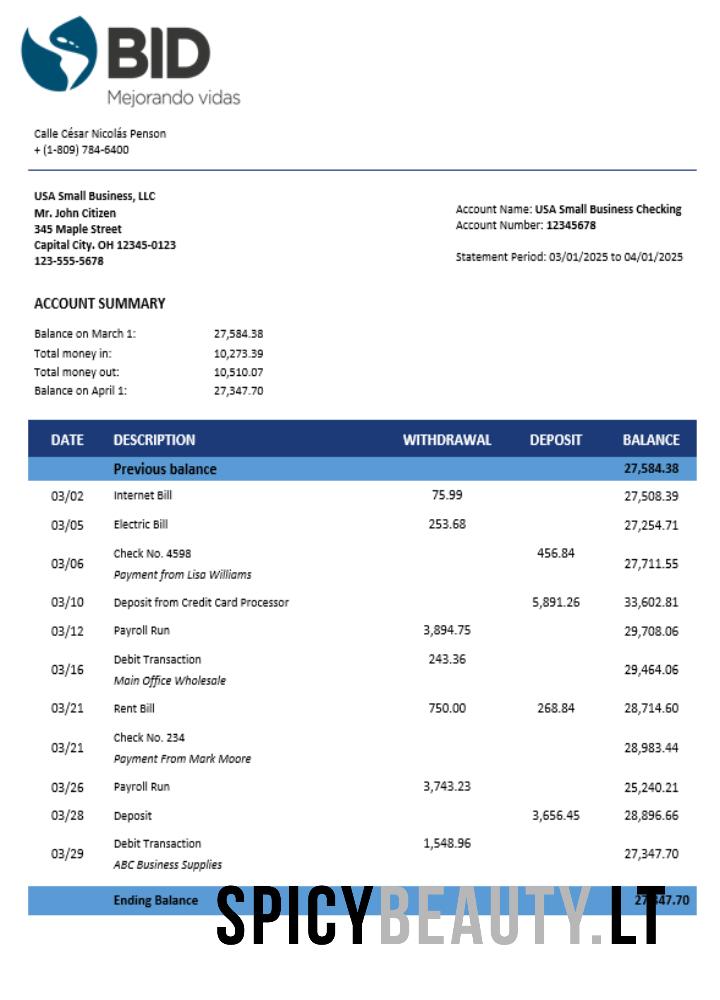 BID
Mejorando vidas
Calle César Nicolás Penson
+ (1-809) 784-6400
USA Small Business, LLC
Mr. John Citizen
345 Maple Street
Capital City. OH 12345-0123
123-555-5678
Account Name: USA Small Business Checking
Account Number: 12345678
Statement Period: 03/01/2025 to 04/01/2025
ACCOUNT SUMMARY
Balance on March 1: 27,584.38
Total money in: 10,273.39
Total money out: 10,510.07
Balance on April 1: 27,347.70
DATE DESCRIPTION WITHDRAWAL DEPOSIT BALANCE
Previous balance 27,584.38
03/02 Internet Bill 75.99 27,508.39
03/05 Electric Bill 253.68 27,254.71
03/06 Check No. 4598 456.84 27,711.55
Payment from Lisa Williams
03/10 Deposit from Credit Card Processor 5,891.26 33,602.81
03/12 Payroll Run 3,894.75 29,708.06
03/16 Debit Transaction 243.36 29,464.06
Main Office Wholesale
03/21 Rent Bill 750.00 268.84 28,714.60
03/21 Check No. 234 28,983.44
Payment From Mark Moore
03/26 Payroll Run 3,743.23 25,240.21
03/28 Deposit 3,656.45 28,896.66
03/29 Debit Transaction 1,548.96 27,347.70
ABC Business Supplies
Ending Balance 27,347.70
SPICYBEAUTY.LT